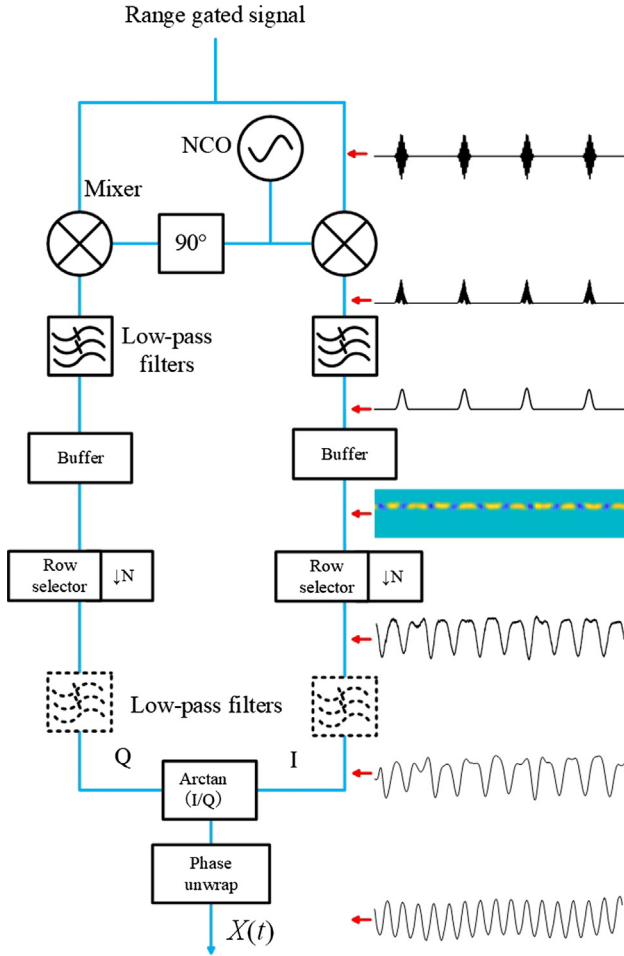 Range gated signal
NCO
Mixer
90°
Low-pass
filters
Buffer
Buffer
Row
selector
↓N
Row
selector
↓N
Low-pass filters
Q
I
Arctan
(I/Q)
Phase
unwrap
X(t)